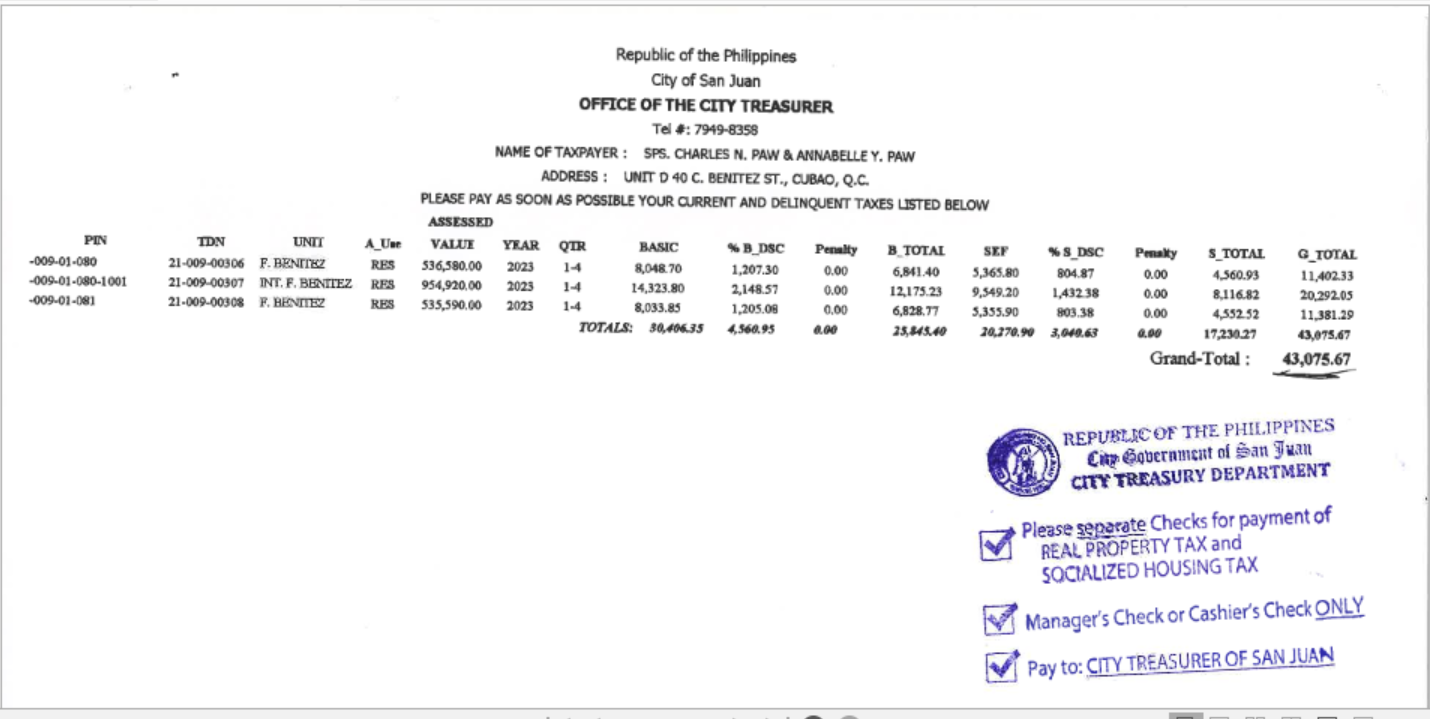 Republic of the Philippines
City of San Juan
OFFICE OF THE CITY TREASURER
Tel #: 7949-8358
NAME OF TAXPAYER : SPS. CHARLES N. PAW & ANNABELLE Y. PAW
ADDRESS : UNIT D 40 C. BENITEZ ST., CUBAO, Q.C.
PLEASE PAY AS SOON AS POSSIBLE YOUR CURRENT AND DELINQUENT TAXES LISTED BELOW
PIN TDN UNIT A_Use ASSESSED VALUE YEAR QTR BASIC % B_DSC Penalty B_TOTAL SEF % S_DSC Penalty S_TOTAL G_TOTAL
-009-01-080 21-009-00306 F. BENITEZ RES 536,580.00 2023 1-4 8,048.70 1,207.30 0.00 6,841.40 5,365.80 804.87 0.00 4,560.93 11,402.33
-009-01-080-1001 21-009-00307 INT. F. BENITEZ RES 954,920.00 2023 1-4 14,323.80 2,148.57 0.00 12,175.23 9,549.20 1,432.38 0.00 8,116.82 20,292.05
-009-01-081 21-009-00308 F. BENITEZ RES 535,590.00 2023 1-4 8,033.85 1,205.08 0.00 6,828.77 5,355.90 803.38 0.00 4,552.52 11,381.29
TOTALS: 30,406.35 4,560.95 0.00 25,845.40 20,270.90 3,040.63 0.00 17,230.27 43,075.67
Grand-Total : 43,075.67
REPUBLIC OF THE PHILIPPINES
City Government of San Juan
CITY TREASURY DEPARTMENT
Please separate Checks for payment of
REAL PROPERTY TAX and
SOCIALIZED HOUSING TAX
Manager's Check or Cashier's Check ONLY
Pay to: CITY TREASURER OF SAN JUAN